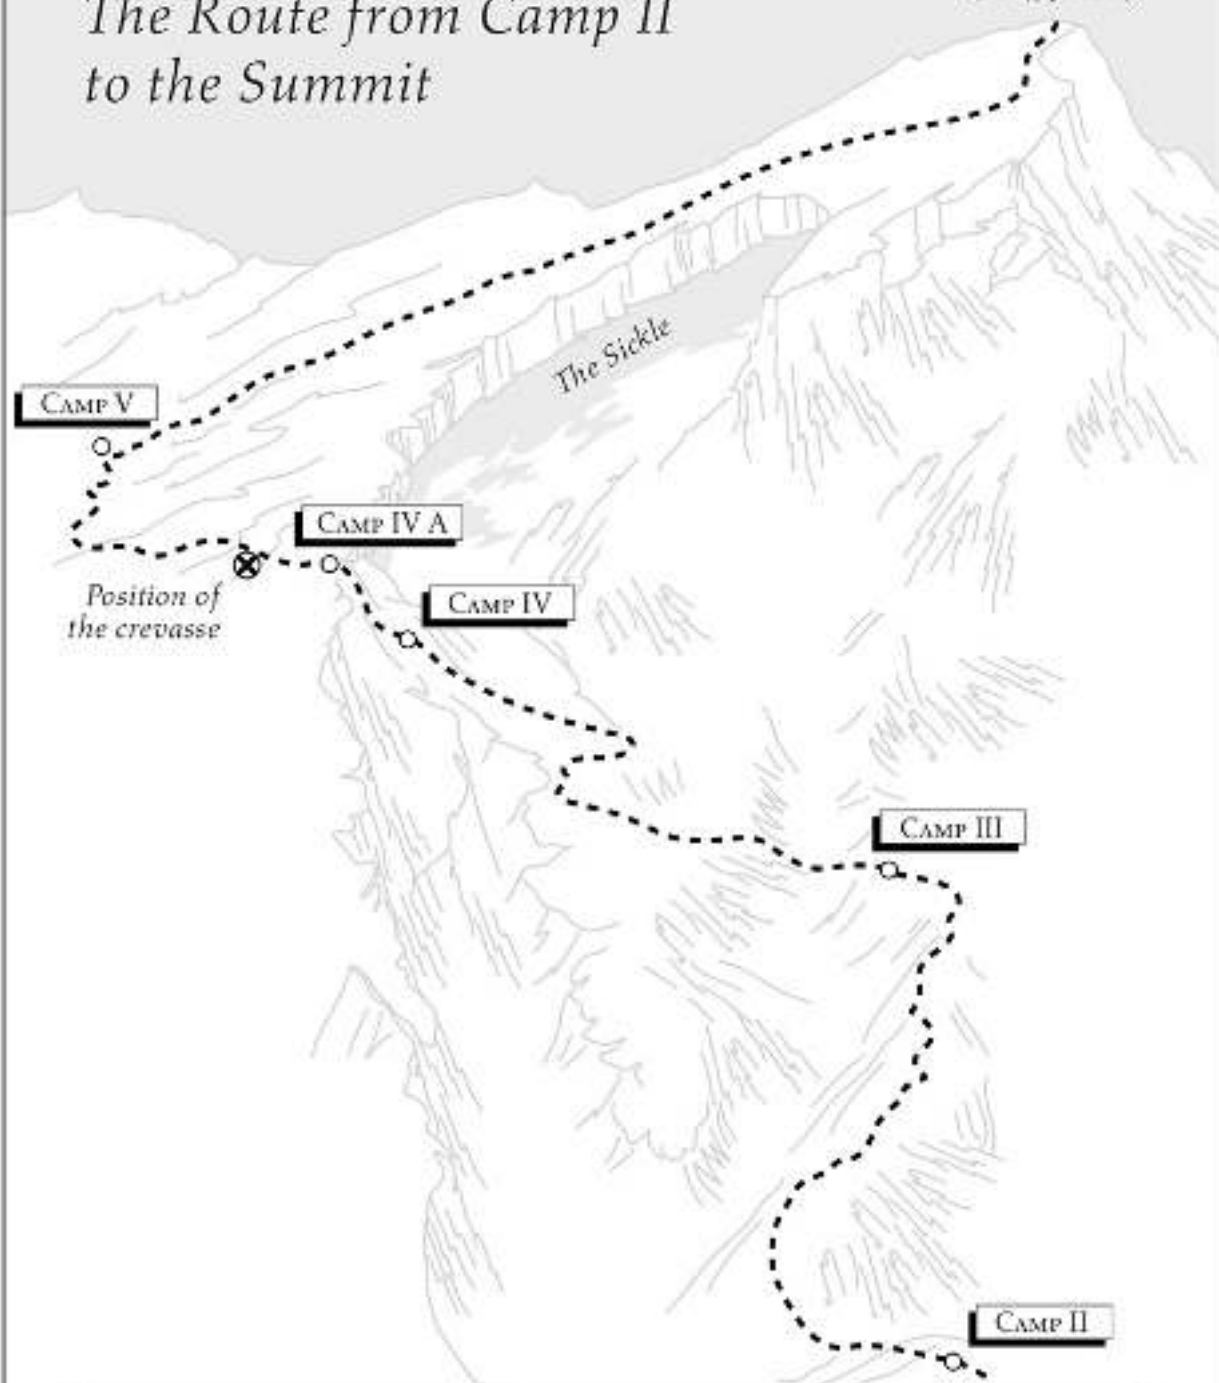 The Route from Camp II
to the Summit
The Sickle
CAMP V
CAMP IV A
Position of
the crevasse
CAMP IV
CAMP III
CAMP II